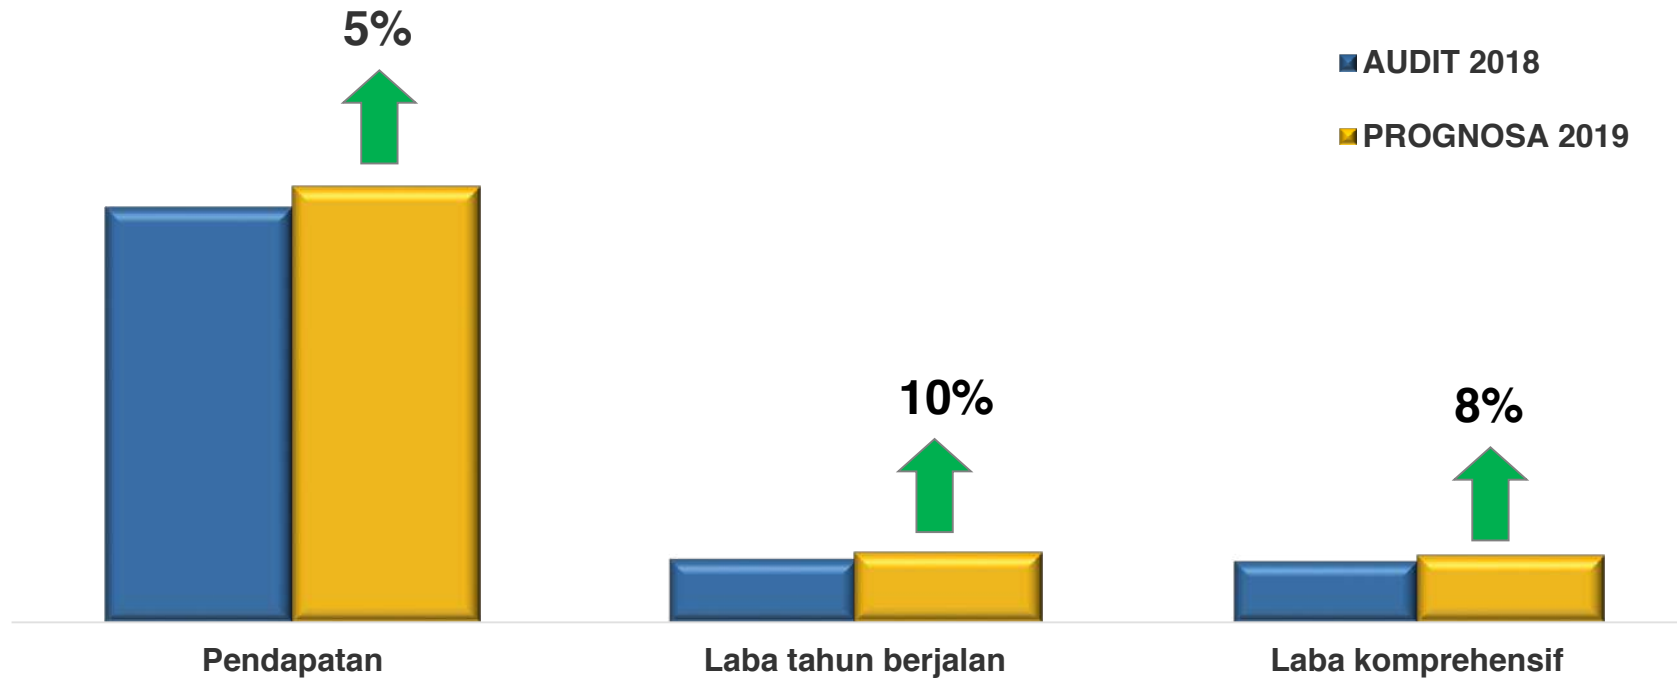 5%
AUDIT 2018
PROGNOSA 2019
10%
8%
Pendapatan
Laba tahun berjalan
Laba komprehensif